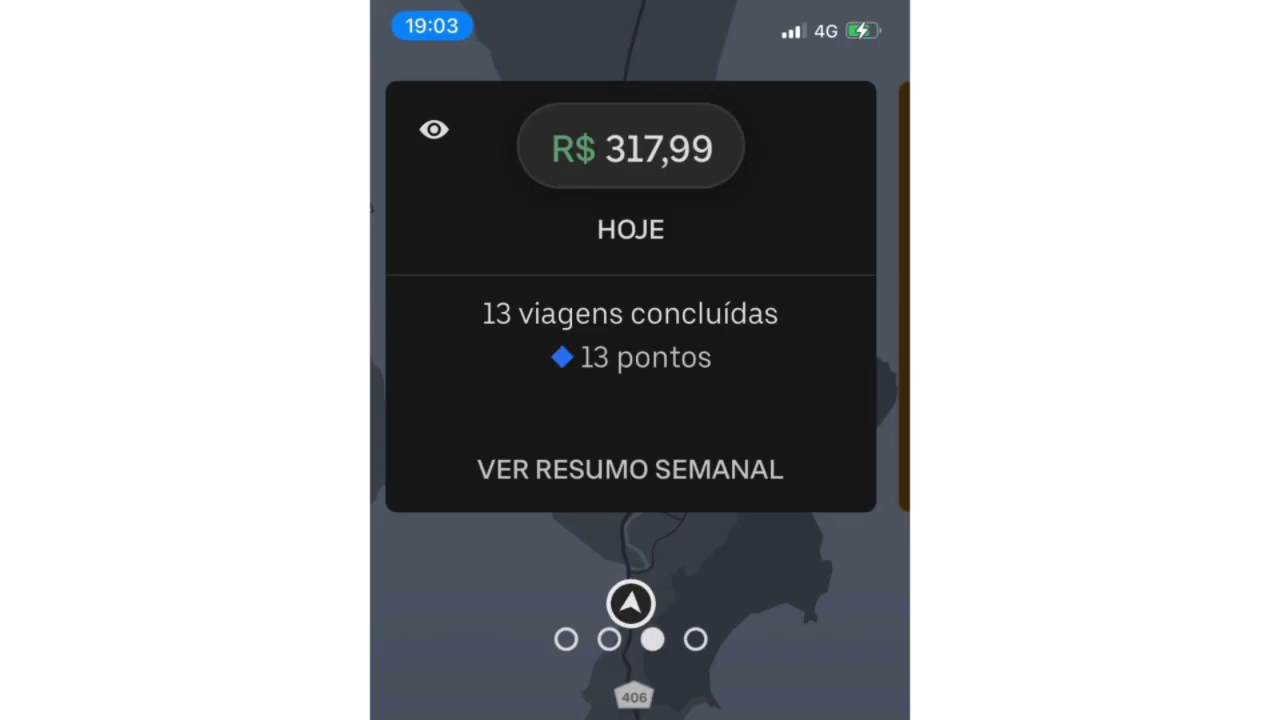 19:03
4G
R$ 317,99
HOJE
13 viagens concluídas
13 pontos
VER RESUMO SEMANAL
406